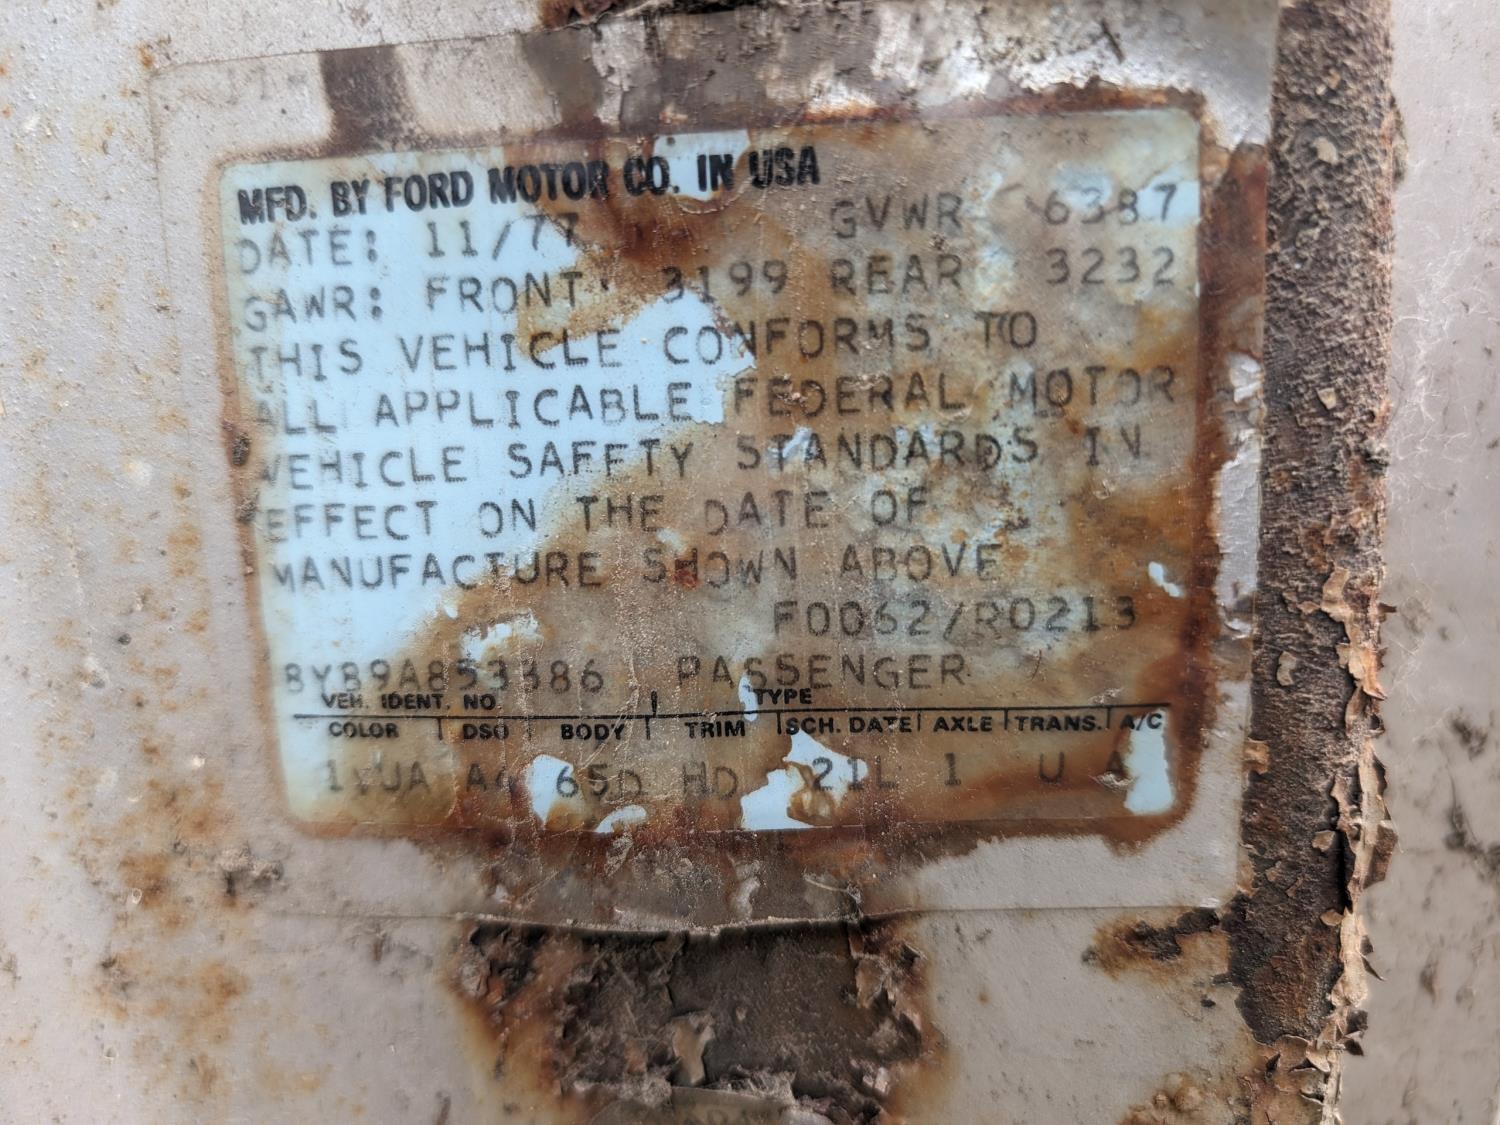 MFD. BY FORD MOTOR CO. IN USA
DATE: 11/77 GVWR 6387
GAWR: FRONT: 3199 REAR 3232
THIS VEHICLE CONFORMS TO
ALL APPLICABLE FEDERAL MOTOR
VEHICLE SAFETY STANDARDS IN
EFFECT ON THE DATE OF
MANUFACTURE SHOWN ABOVE
F0062/R0213
PASSENGER
VEH. IDENT. NO. TYPE
COLOR DSO BODY TRIM SCH. DATE AXLE TRANS. A/C
65D HD 21L 1 U A